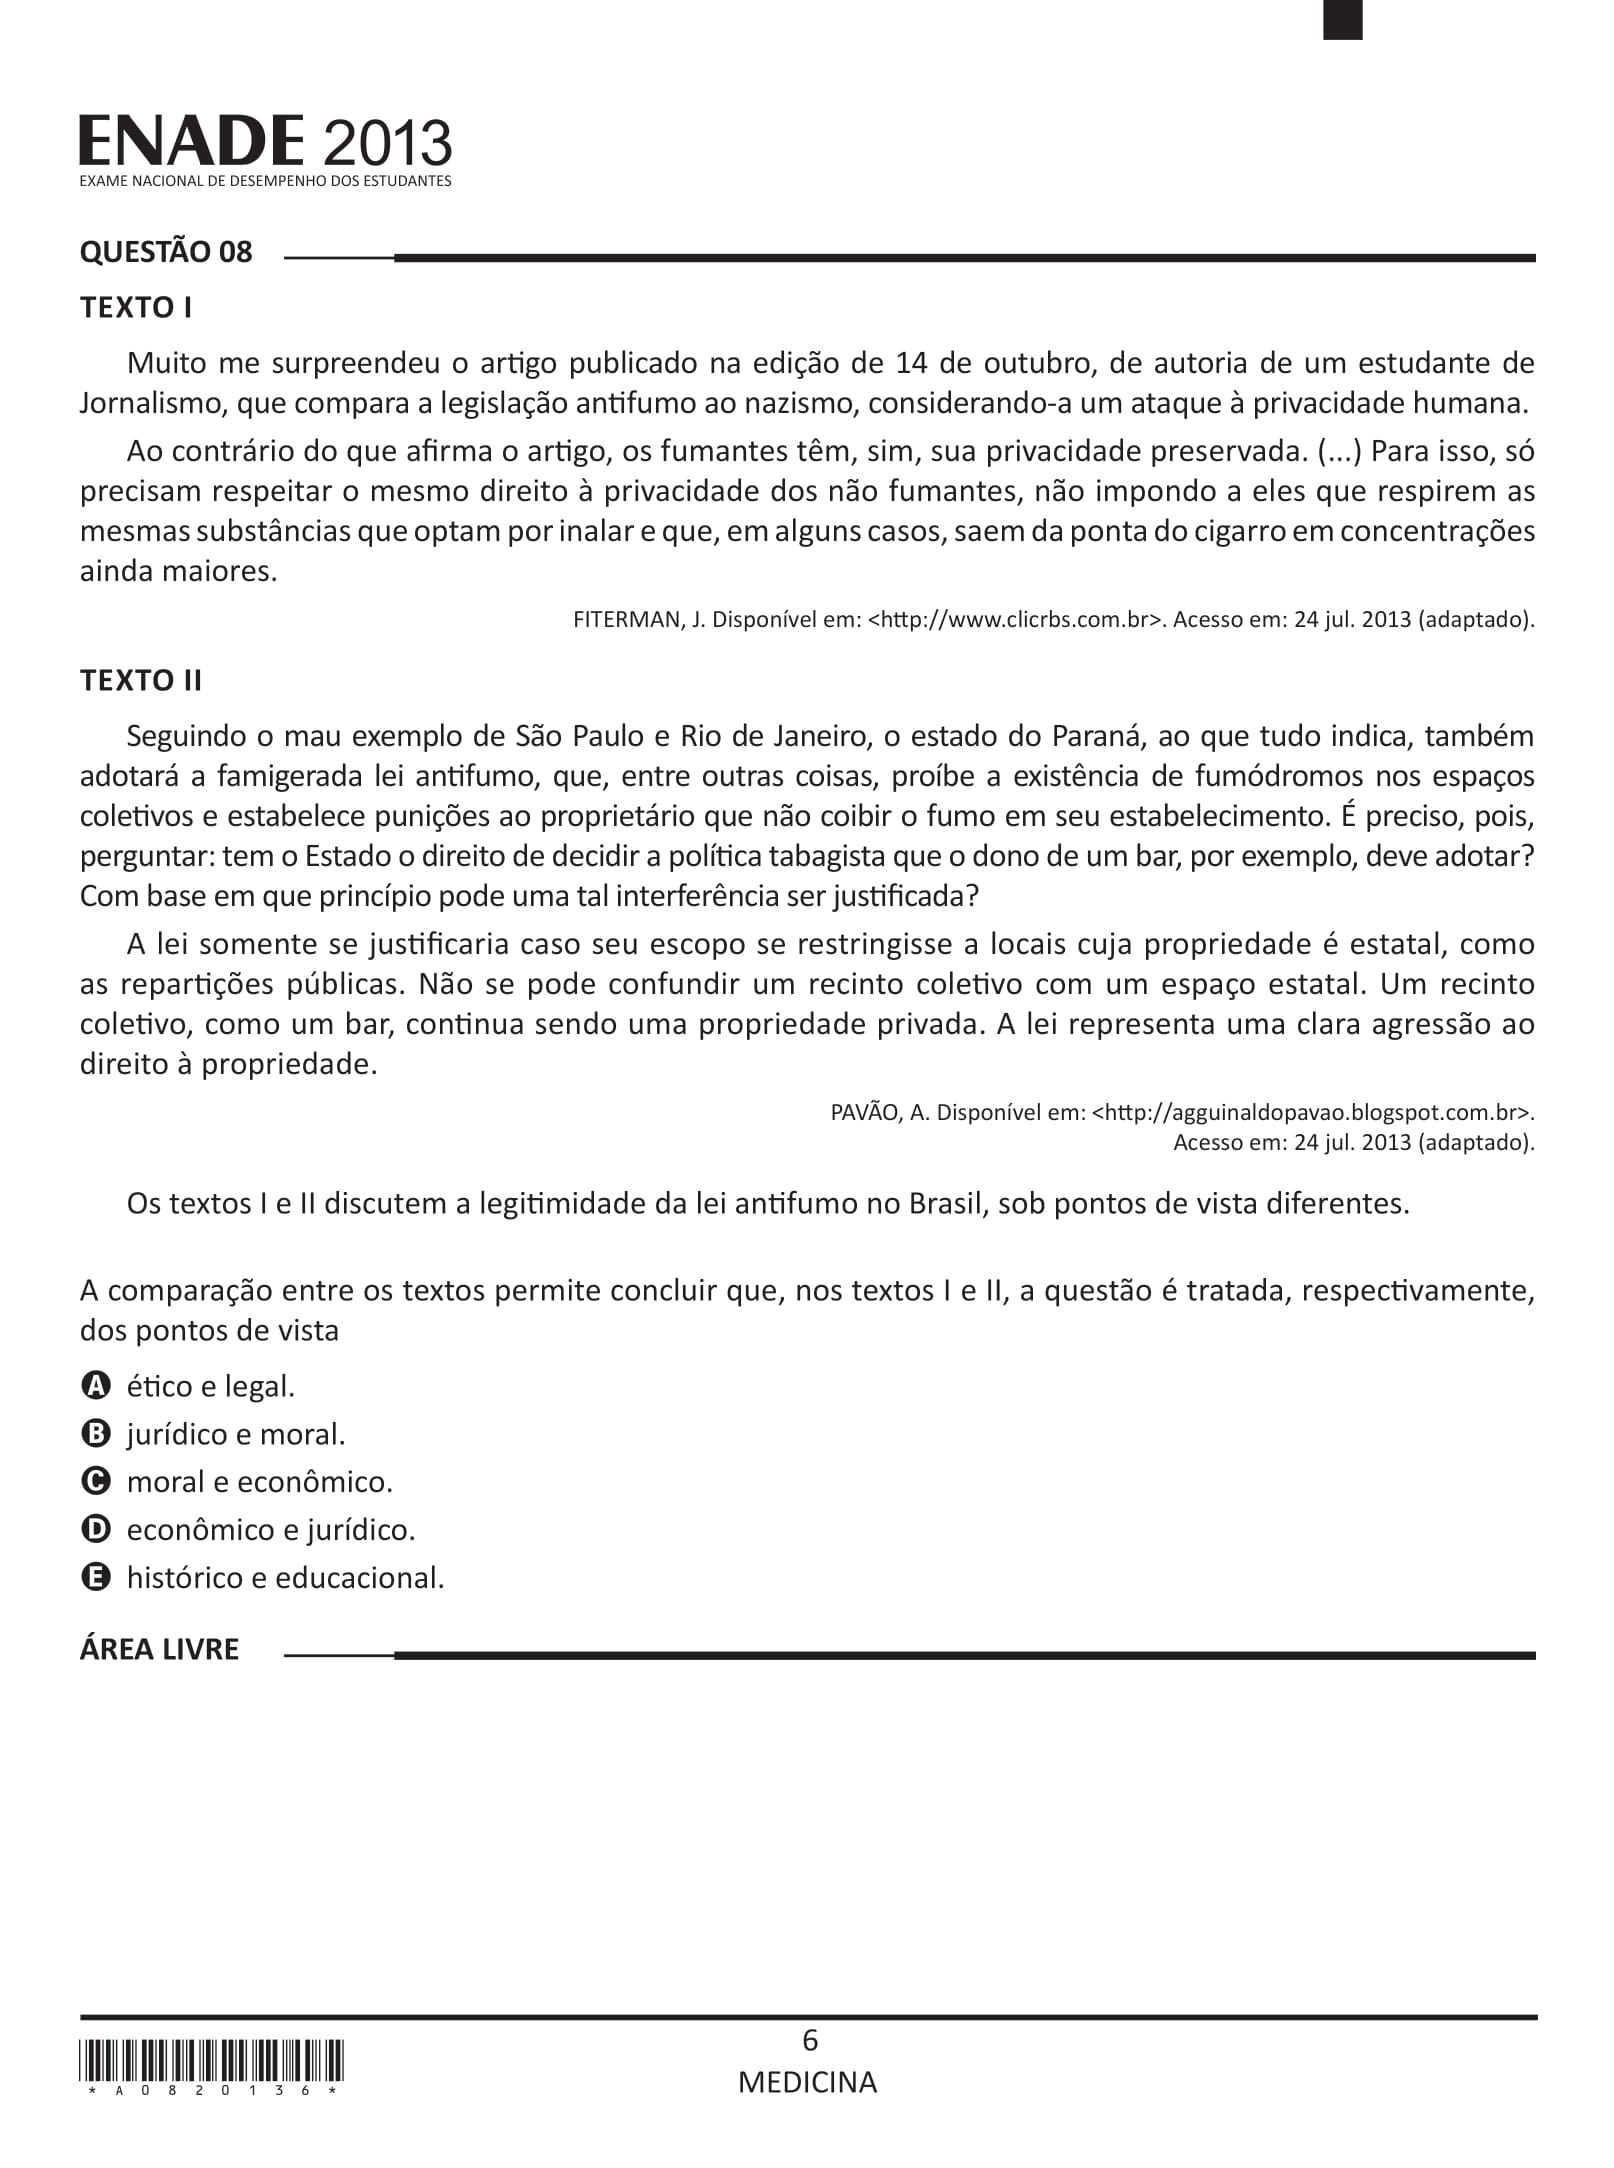 ENADE 2013
EXAME NACIONAL DE DESEMPENHO DOS ESTUDANTES
QUESTÃO 08
TEXTO I
Muito me surpreendeu o artigo publicado na edição de 14 de outubro, de autoria de um estudante de
Jornalismo, que compara a legislação antifumo ao nazismo, considerando-a um ataque à privacidade humana.
Ao contrário do que afirma o artigo, os fumantes têm, sim, sua privacidade preservada. (...) Para isso, só
precisam respeitar o mesmo direito à privacidade dos não fumantes, não impondo a eles que respirem as
mesmas substâncias que optam por inalar e que, em alguns casos, saem da ponta do cigarro em concentrações
ainda maiores.
FITERMAN, J. Disponível em: <http://www.clicrbs.com.br>. Acesso em: 24 jul. 2013 (adaptado).
TEXTO II
Seguindo o mau exemplo de São Paulo e Rio de Janeiro, o estado do Paraná, ao que tudo indica, também
adotará a famigerada lei antifumo, que, entre outras coisas, proíbe a existência de fumódromos nos espaços
coletivos e estabelece punições ao proprietário que não coibir o fumo em seu estabelecimento. É preciso, pois,
perguntar: tem o Estado o direito de decidir a política tabagista que o dono de um bar, por exemplo, deve adotar?
Com base em que princípio pode uma tal interferência ser justificada?
A lei somente se justificaria caso seu escopo se restringisse a locais cuja propriedade é estatal, como
as repartições públicas. Não se pode confundir um recinto coletivo com um espaço estatal. Um recinto
coletivo, como um bar, continua sendo uma propriedade privada. A lei representa uma clara agressão ao
direito à propriedade.
PAVÃO, A. Disponível em: <http://agguinaldopavao.blogspot.com.br>.
Acesso em: 24 jul. 2013 (adaptado).
Os textos I e II discutem a legitimidade da lei antifumo no Brasil, sob pontos de vista diferentes.
A comparação entre os textos permite concluir que, nos textos I e II, a questão é tratada, respectivamente,
dos pontos de vista
A ético e legal.
B jurídico e moral.
C moral e econômico.
D econômico e jurídico.
E histórico e educacional.
ÁREA LIVRE
6
MEDICINA
* A 0 8 2 0 1 3 6 *